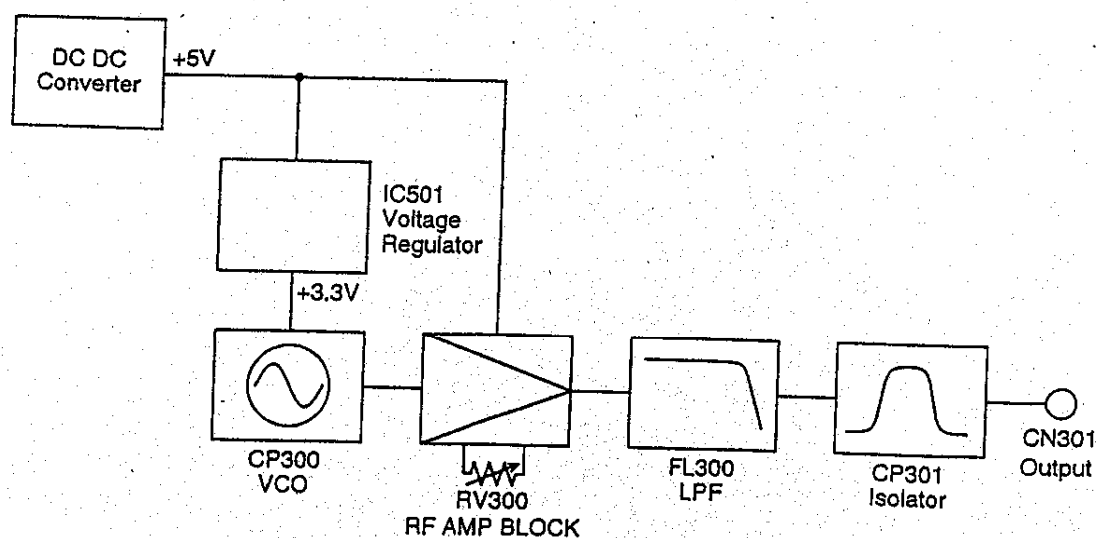 DC DC
Converter
+5V
IC501
Voltage
Regulator
+3.3V
CP300
VCO
RV300
RF AMP BLOCK
FL300
LPF
CP301
Isolator
CN301
Output